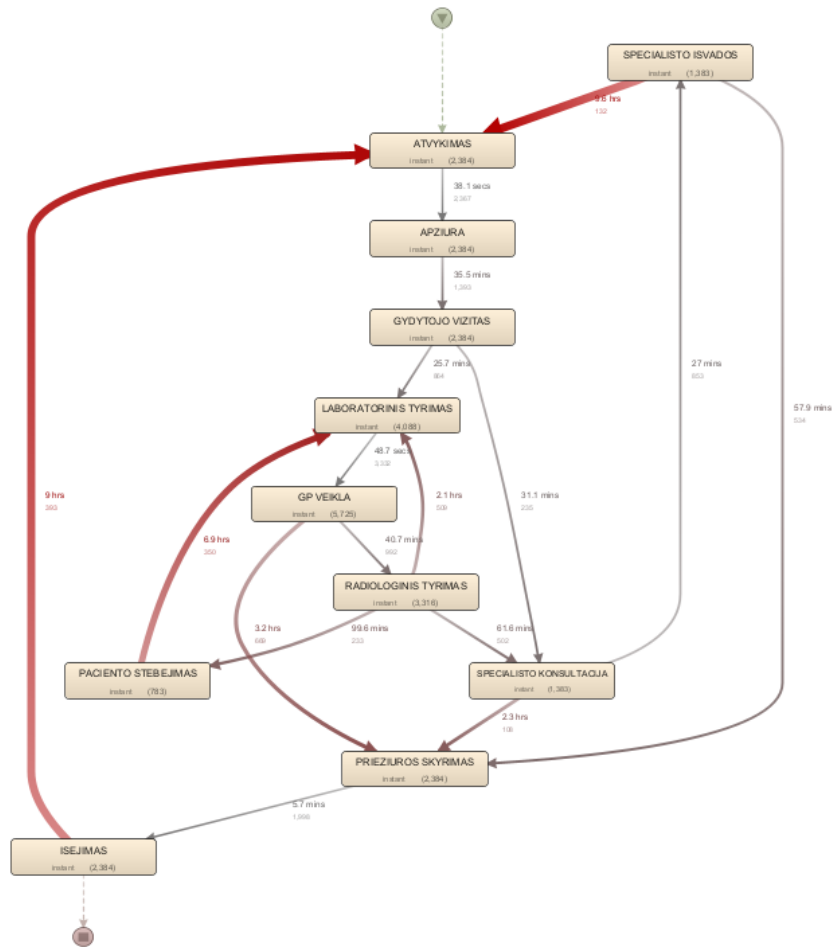 SPECIALISTO ISVADOS
instant (1,383)
9.6 hrs
132
ATVYKIMAS
instant (2,384)
38.1 secs
2,367
APZIURA
instant (2,384)
35.5 mins
1,393
GYDYTOJO VIZITAS
instant (2,384)
25.7 mins
864
27 mins
853
LABORATORINIS TYRIMAS
instant (4,088)
57.9 mins
524
48.7 secs
3,332
GP VEIKLA
instant (5,725)
9 hrs
393
2.1 hrs
509
31.1 mins
235
6.9 hrs
350
40.7 mins
992
RADIOLOGINIS TYRIMAS
instant (3,316)
3.2 hrs
669
99.6 mins
233
61.6 mins
502
PACIENTO STEBEJIMAS
instant (783)
SPECIALISTO KONSULTACIJA
instant (1,383)
2.3 hrs
PRIEZIUROS SKYRIMAS
instant (2,384)
5.7 mins
ISEJIMAS
instant (2,384)